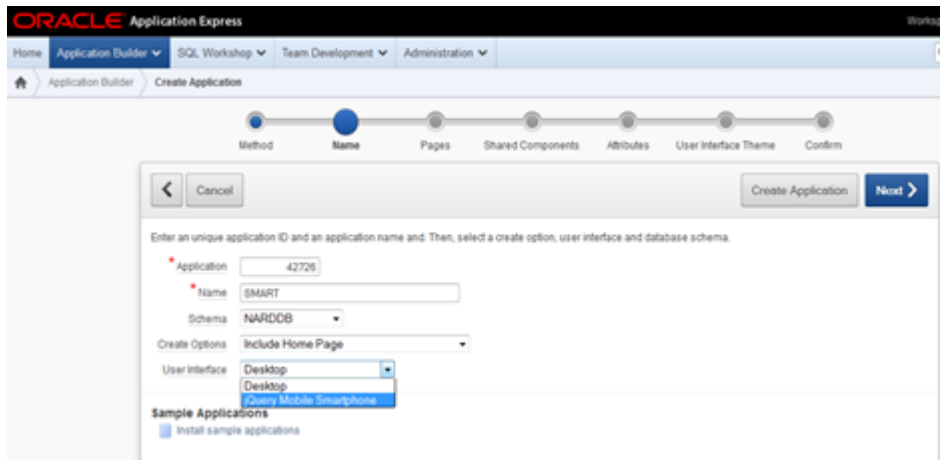 ORACLE Application Express
Home Application Builder SQL Workshop Team Development Administration
Application Builder Create Application
Method Name Pages Shared Components Attributes User Interface Theme Confirm
Cancel Create Application Next
Enter an unique application ID and an application name and. Then, select a create option, user interface and database schema.
* Application 42726
* Name SMART
Schema NARDDB
Create Options Include Home Page
User Interface Desktop
Desktop
jQuery Mobile Smartphone
Sample Applications
Install sample applications